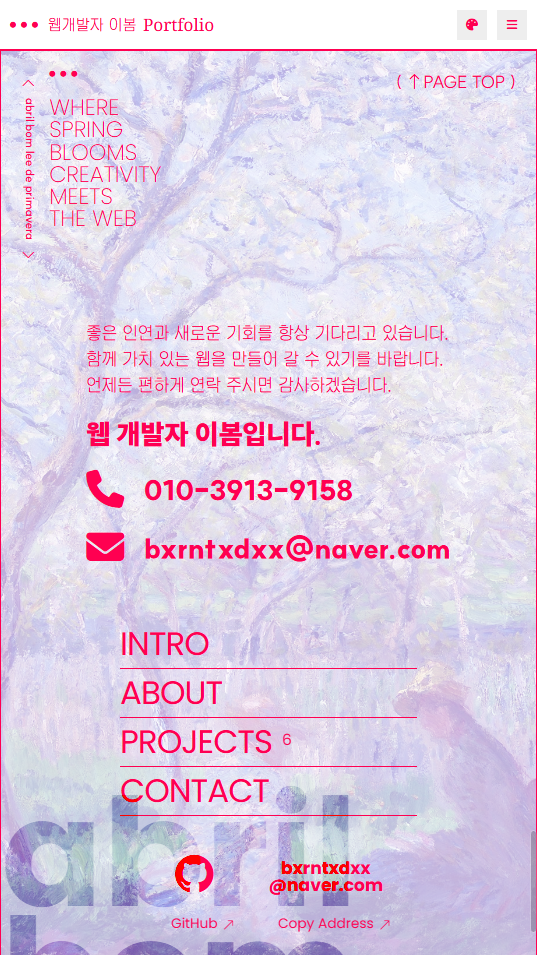 웹개발자 이봄 Portfolio
( ↑PAGE TOP )
abril bom lee de primavera
WHERE
SPRING
BLOOMS
CREATIVITY
MEETS
THE WEB
좋은 인연과 새로운 기회를 항상 기다리고 있습니다.
함께 가치 있는 웹을 만들어 갈 수 있기를 바랍니다.
언제든 편하게 연락 주시면 감사하겠습니다.
웹 개발자 이봄입니다.
010-3913-9158
bxrntxdxx@naver.com
INTRO
ABOUT
PROJECTS 6
CONTACT
abril
bom
bxrntxdxx
@naver.com
GitHub ↗
Copy Address ↗